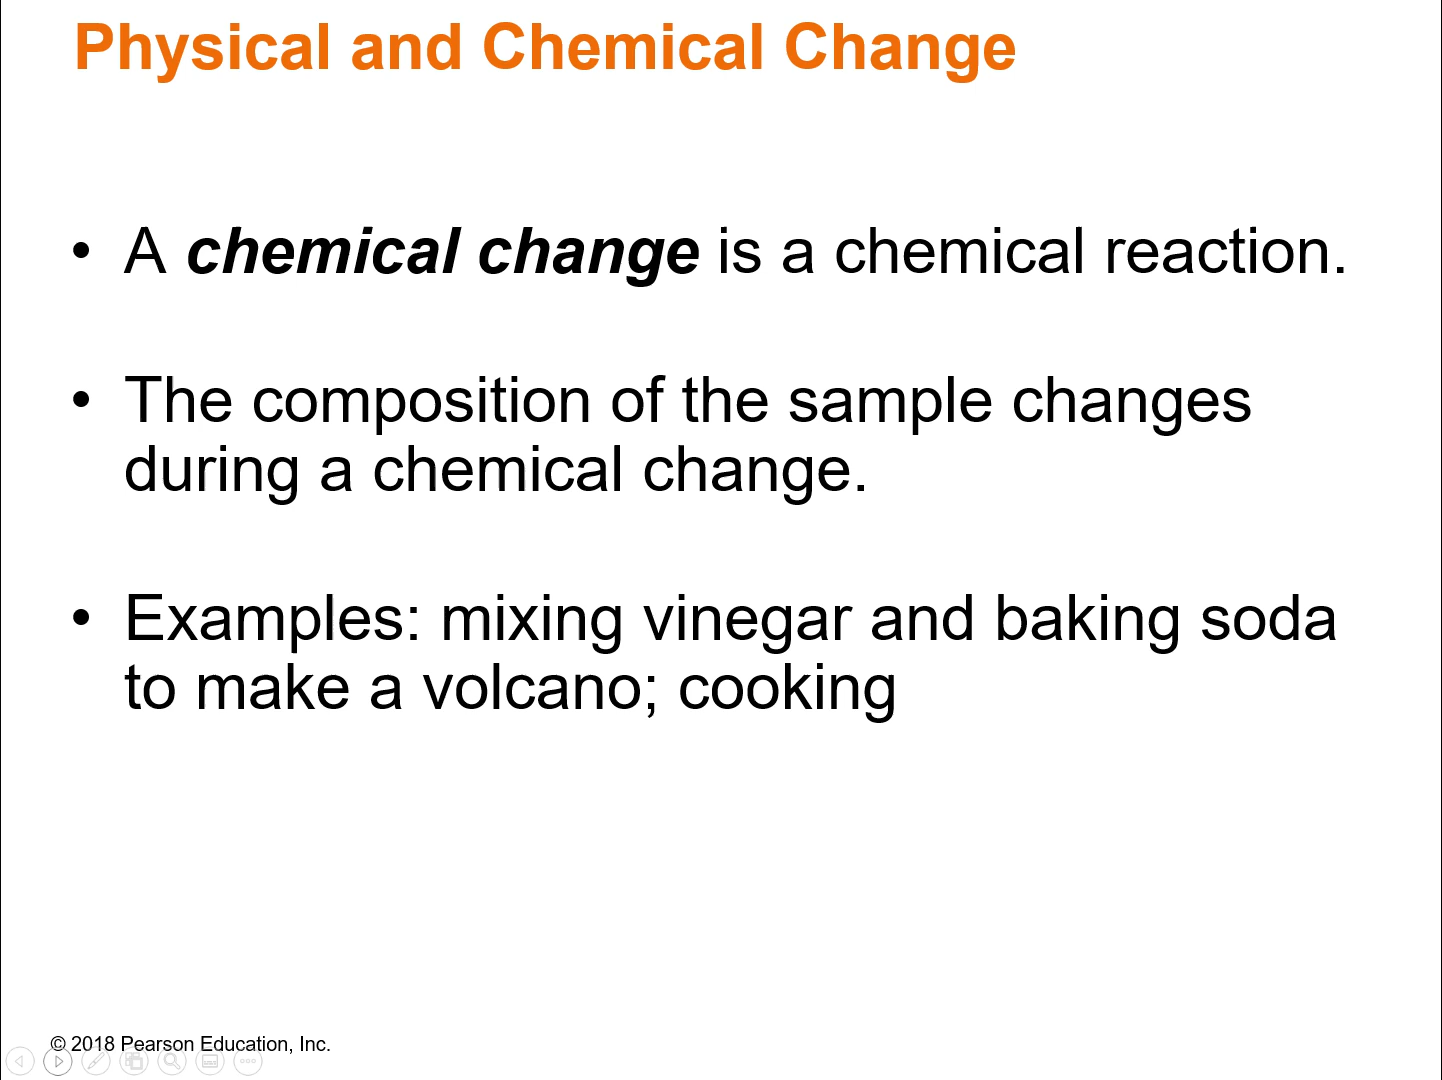 Physical and Chemical Change
• A chemical change is a chemical reaction.
• The composition of the sample changes
during a chemical change.
• Examples: mixing vinegar and baking soda
to make a volcano; cooking
© 2018 Pearson Education, Inc.